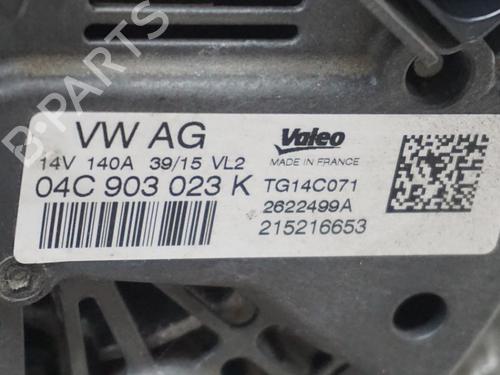 B-PARTS
VW AG
14V 140A 39/15 VL2
04C 903 023 K
Valeo
MADE IN FRANCE
TG14C071
2622499A
215216653